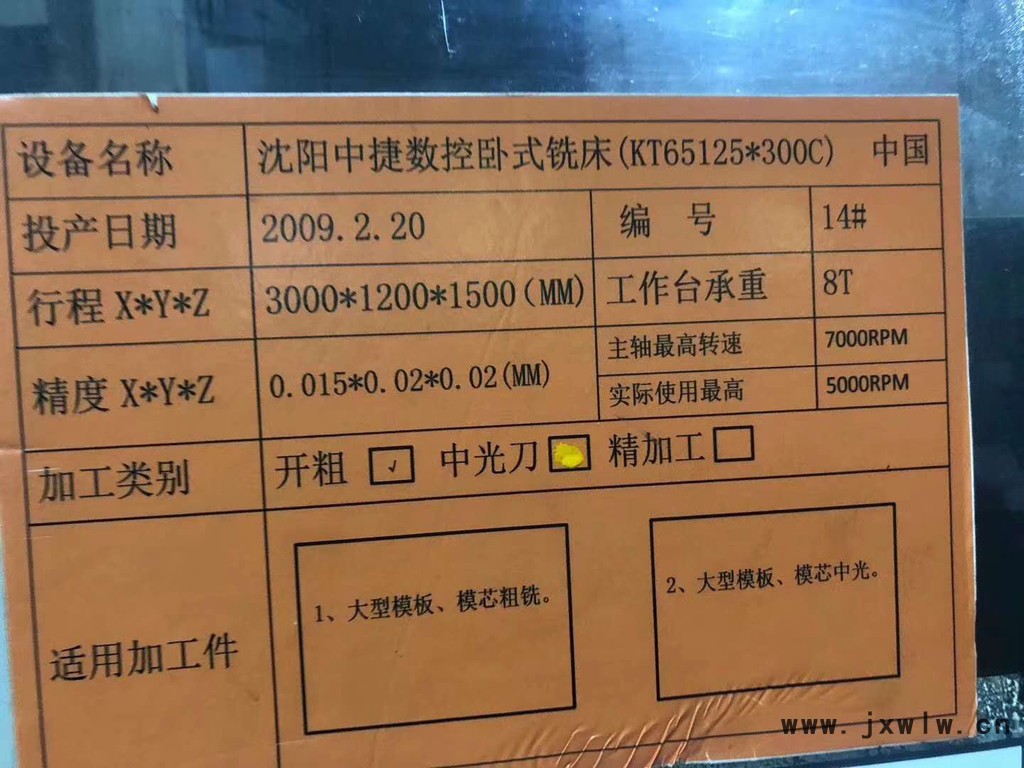 设备名称 沈阳中捷数控卧式铣床(KT65125*300C) 中国
投产日期 2009.2.20 编 号 14#
行程X*Y*Z 3000*1200*1500(MM) 工作台承重 8T
精度X*Y*Z 0.015*0.02*0.02(MM) 主轴最高转速 7000RPM
实际使用最高 5000RPM
加工类别 开粗 ✓ 中光刀 精加工
适用加工件 1、大型模板、模芯粗铣。 2、大型模板、模芯中光。
www.jxwlw.cn